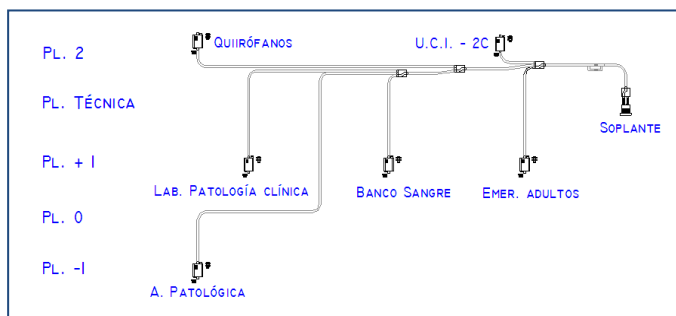 Quiirófanos
U.C.I. - 2C
Pl. 2
Pl. Técnica
Soplante
Pl. + 1
Lab. Patología clínica
Banco Sangre
Emer. adultos
Pl. 0
Pl. -1
A. Patológica